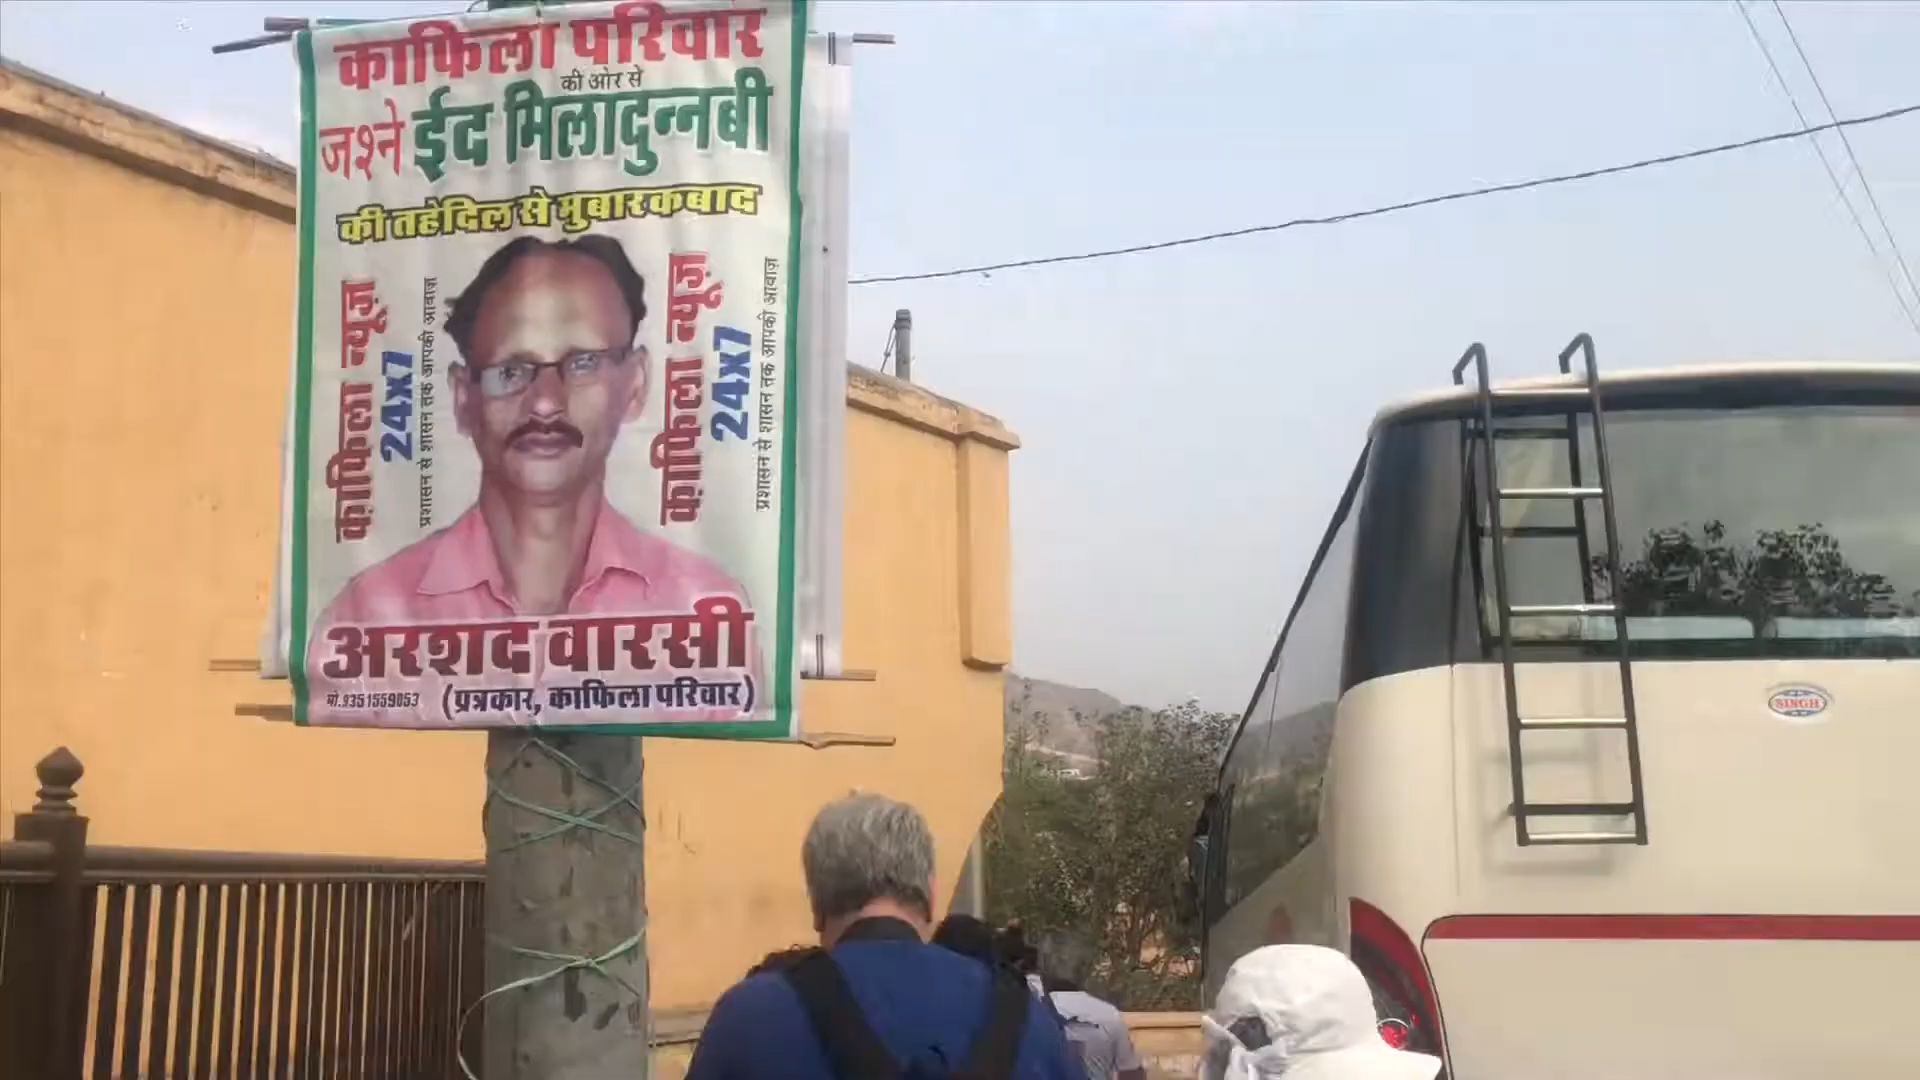 काफिला परिवार
की ओर से
जश्ने ईद मिलादुन्नबी
की तहेदिल से मुबारकबाद
क़ाफिला न्यूज़
24x7
प्रशासन से शासन तक आपकी आवाज़
क़ाफिला न्यूज़
24x7
प्रशासन से शासन तक आपकी आवाज़
अरशद वारसी
मो.9351559053 (प्रत्रकार, काफिला परिवार)
SINGH